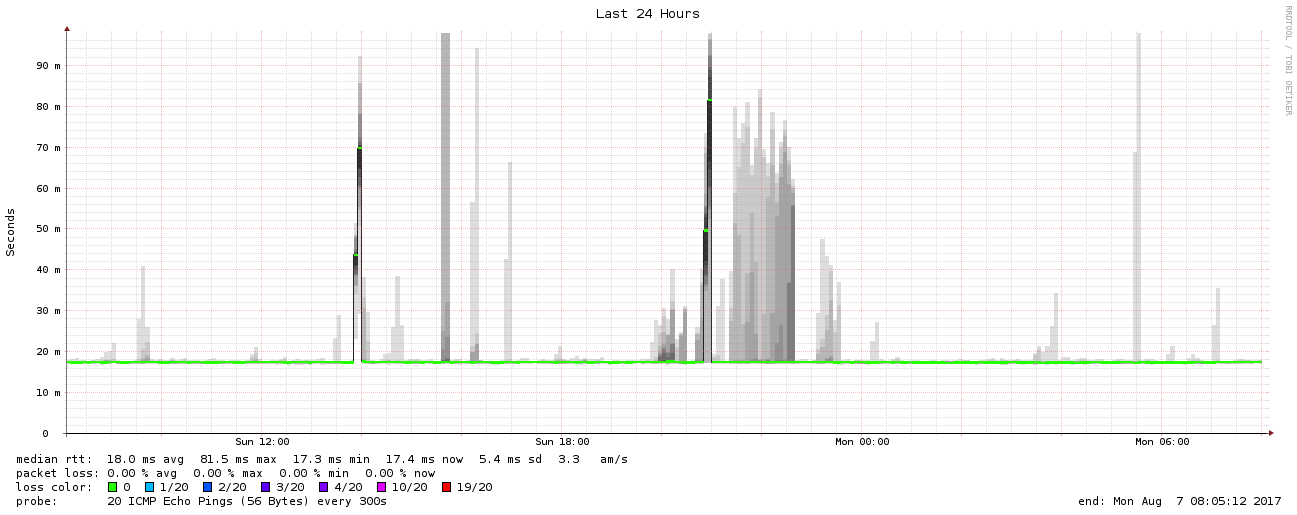 Last 24 Hours
RRDTOOL / TOBI OETIKER
Seconds
90 m
80 m
70 m
60 m
50 m
40 m
30 m
20 m
10 m
0
Sun 12:00 Sun 18:00 Mon 00:00 Mon 06:00
median rtt: 18.0 ms avg 81.5 ms max 17.3 ms min 17.4 ms now 5.4 ms sd 3.3 am/s
packet loss: 0.00 % avg 0.00 % max 0.00 % min 0.00 % now
loss color: 0 1/20 2/20 3/20 4/20 10/20 19/20
probe: 20 ICMP Echo Pings (56 Bytes) every 300s end: Mon Aug 7 08:05:12 2017